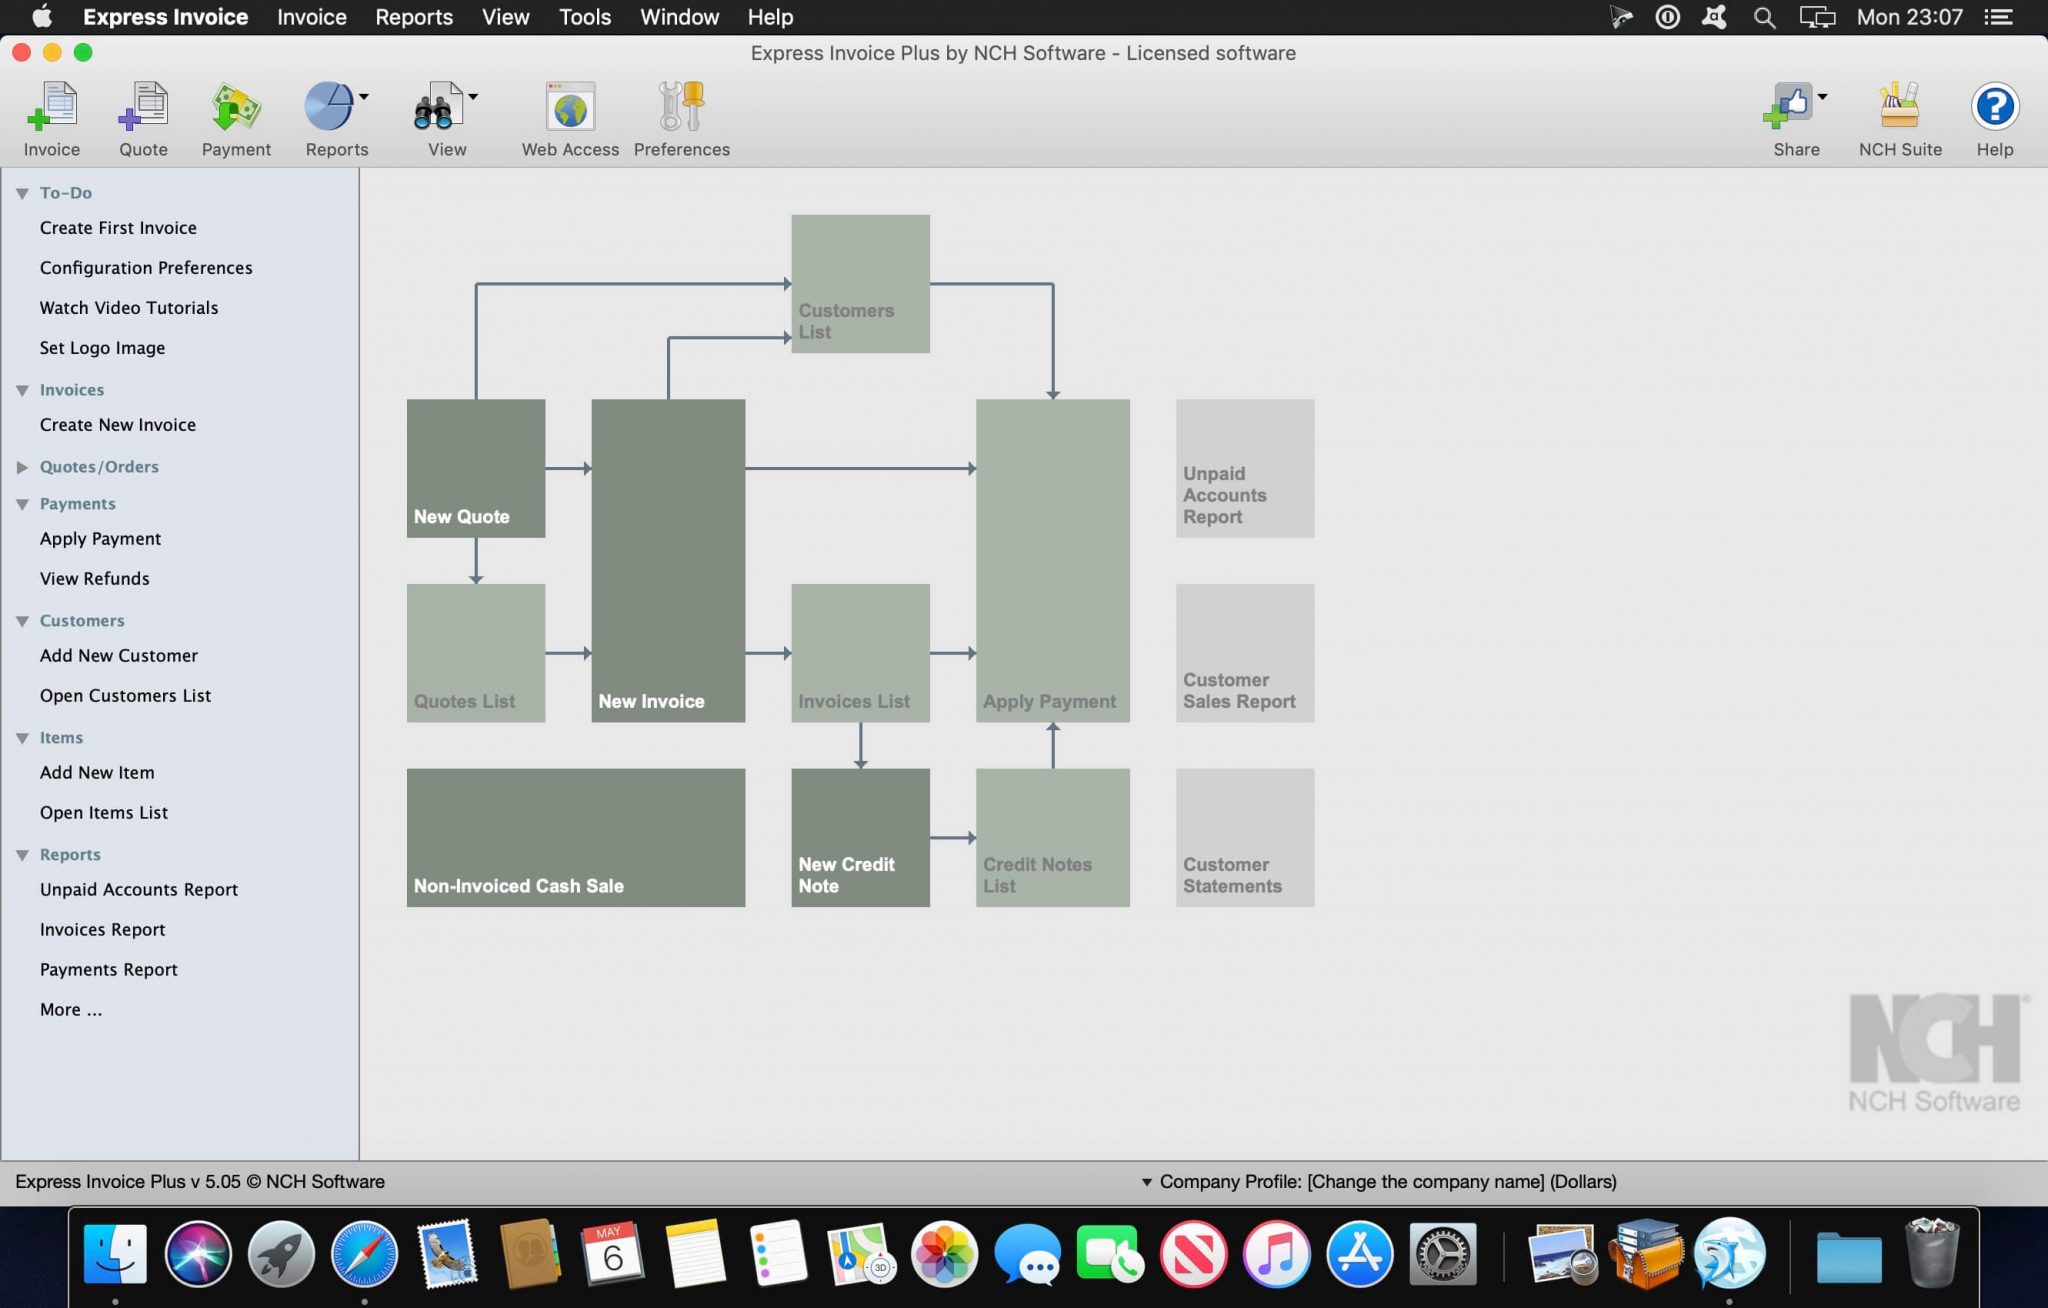 Express Invoice Invoice Reports View Tools Window Help Mon 23:07
Express Invoice Plus by NCH Software - Licensed software
Invoice Quote Payment Reports View Web Access Preferences Share NCH Suite Help
To-Do
Create First Invoice
Configuration Preferences
Watch Video Tutorials
Set Logo Image
Invoices
Create New Invoice
Quotes/Orders
Payments
Apply Payment
View Refunds
Customers
Add New Customer
Open Customers List
Items
Add New Item
Open Items List
Reports
Unpaid Accounts Report
Invoices Report
Payments Report
More ...
Customers
List
New Quote
Unpaid
Accounts
Report
Quotes List
New Invoice
Invoices List
Apply Payment
Customer
Sales Report
Non-Invoiced Cash Sale
New Credit
Note
Credit Notes
List
Customer
Statements
NCH®
NCH Software
Express Invoice Plus v 5.05 © NCH Software
Company Profile: [Change the company name] (Dollars)
MAY
6
3D